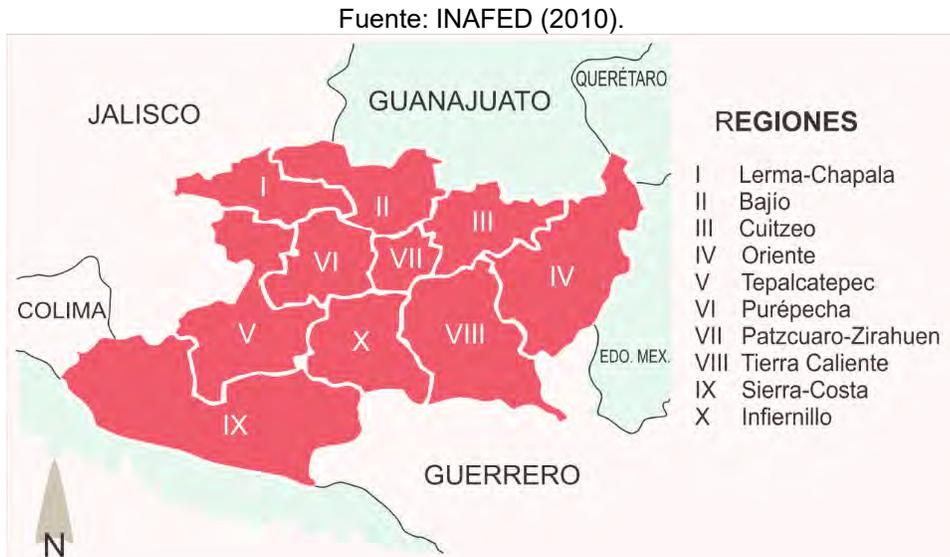 Fuente: INAFED (2010).
JALISCO
GUANAJUATO
QUERÉTARO
COLIMA
EDO. MEX.
GUERRERO
I
II
III
IV
V
VI
VII
VIII
IX
X
N
REGIONES
I Lerma-Chapala
II Bajío
III Cuitzeo
IV Oriente
V Tepalcatepec
VI Purépecha
VII Patzcuaro-Zirahuen
VIII Tierra Caliente
IX Sierra-Costa
X Infiernillo